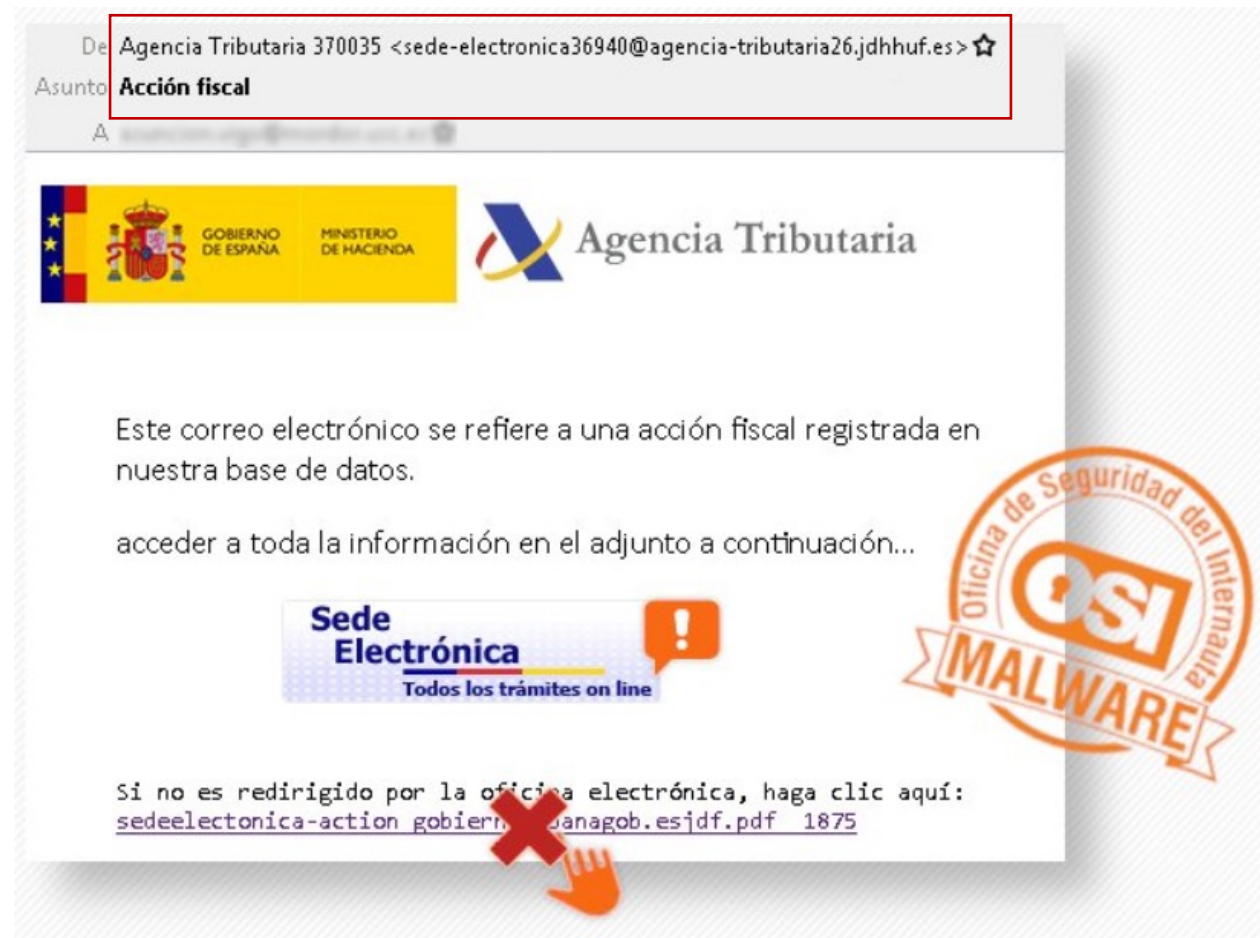 De Agencia Tributaria 370035 <sede-electronica36940@agencia-tributaria26.jdhhuf.es>
Asunto Acción fiscal
A
GOBIERNO
DE ESPAÑA
MINISTERIO
DE HACIENDA
Agencia Tributaria
Este correo electrónico se refiere a una acción fiscal registrada en
nuestra base de datos.
acceder a toda la información en el adjunto a continuación...
Sede
Electrónica
Todos los trámites on line
!
Oficina de Seguridad del Internauta
OSI
MALWARE
Si no es redirigido por la oficina electrónica, haga clic aquí:
sedeelectonica-action gobiern anagob.esjdf.pdf 1875